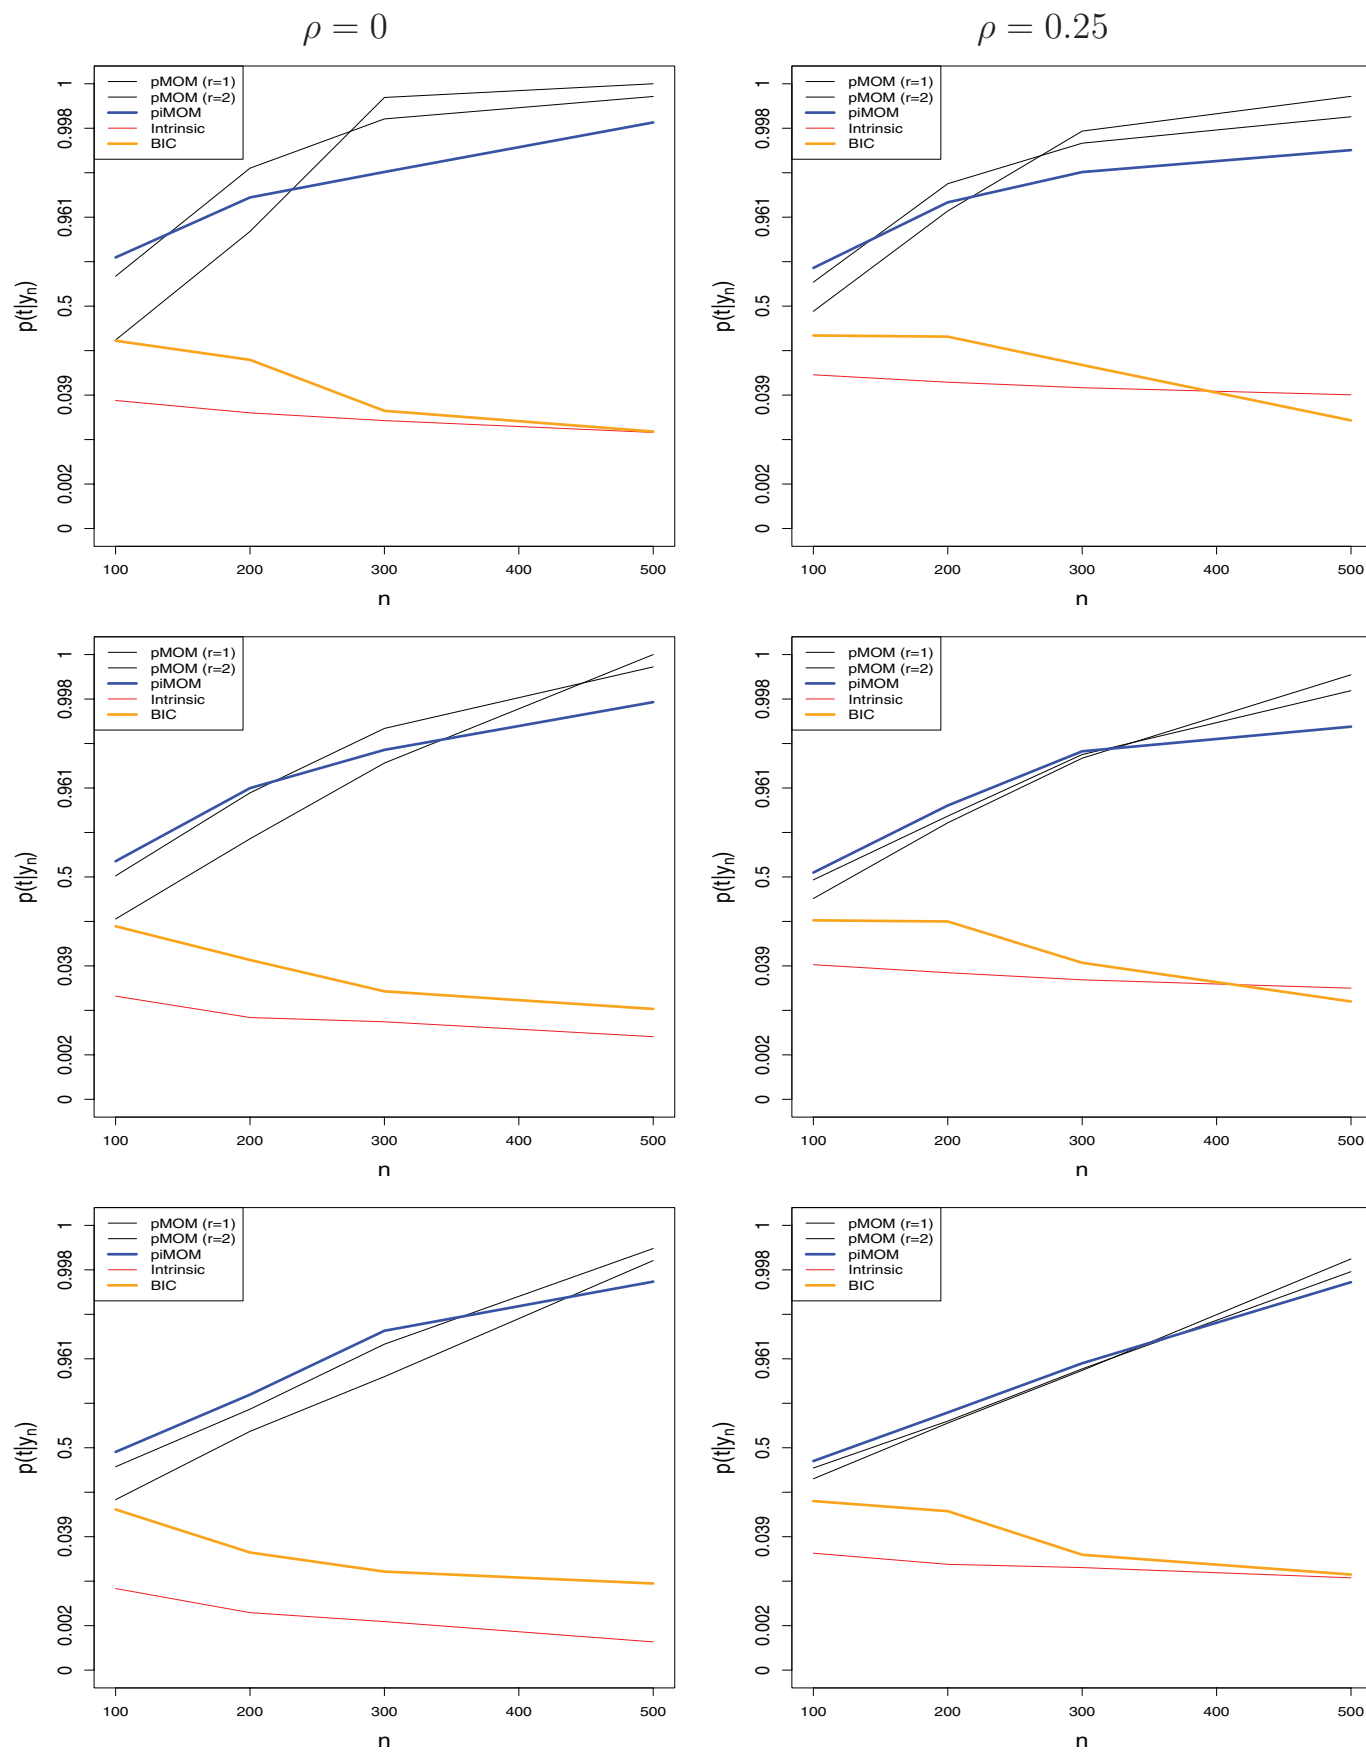 ρ = 0
ρ = 0.25
pMOM (r=1)
pMOM (r=2)
piMOM
Intrinsic
BIC
1
0.998
0.961
0.5
0.039
0.002
0
p(t|yn)
100 200 300 400 500
n
pMOM (r=1)
pMOM (r=2)
piMOM
Intrinsic
BIC
1
0.998
0.961
0.5
0.039
0.002
0
p(t|yn)
100 200 300 400 500
n
pMOM (r=1)
pMOM (r=2)
piMOM
Intrinsic
BIC
1
0.998
0.961
0.5
0.039
0.002
0
p(t|yn)
100 200 300 400 500
n
pMOM (r=1)
pMOM (r=2)
piMOM
Intrinsic
BIC
1
0.998
0.961
0.5
0.039
0.002
0
p(t|yn)
100 200 300 400 500
n
pMOM (r=1)
pMOM (r=2)
piMOM
Intrinsic
BIC
1
0.998
0.961
0.5
0.039
0.002
0
p(t|yn)
100 200 300 400 500
n
pMOM (r=1)
pMOM (r=2)
piMOM
Intrinsic
BIC
1
0.998
0.961
0.5
0.039
0.002
0
p(t|yn)
100 200 300 400 500
n